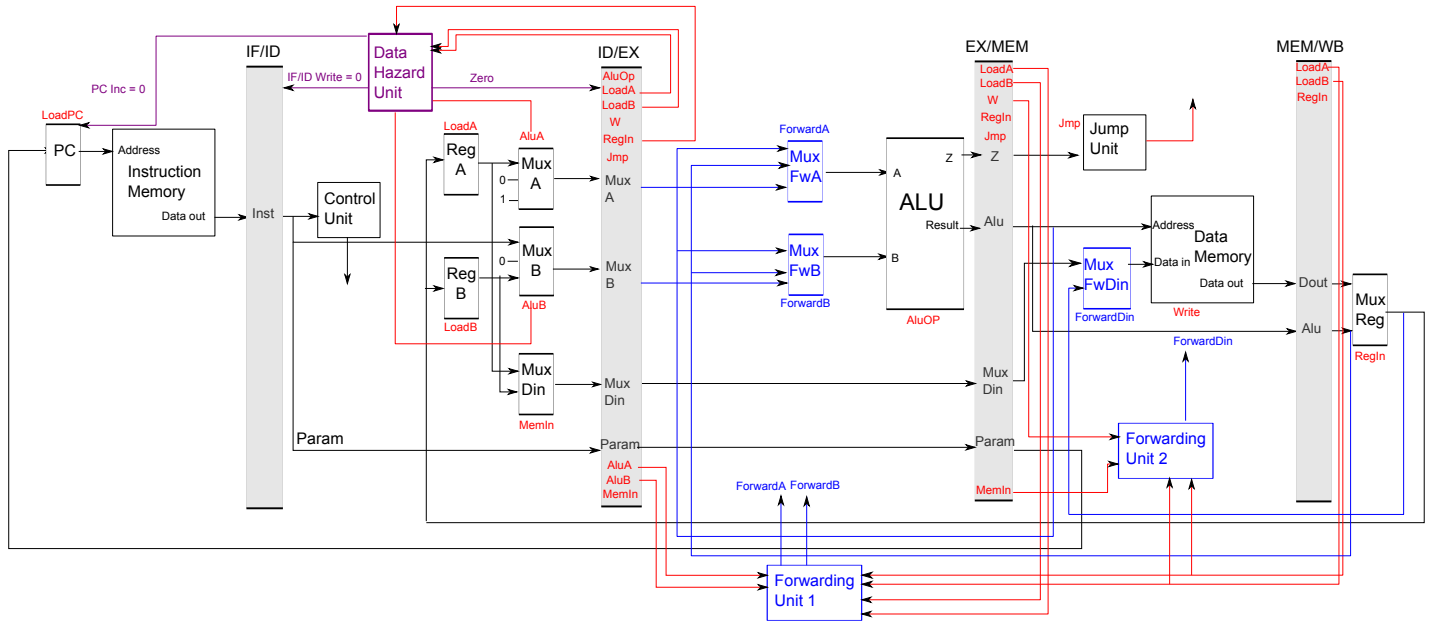 IF/ID
Data
Hazard
Unit
ID/EX
EX/MEM
MEM/WB
IF/ID Write = 0
Zero
PC Inc = 0
LoadPC
PC
Address
Instruction
Memory
Data out
Inst
Control
Unit
Param
LoadA
Reg
A
Reg
B
LoadB
AluA
Mux
A
0
1
Mux
B
0
AluB
Mux
Din
MemIn
AluOp
LoadA
LoadB
W
RegIn
Jmp
Mux
A
Mux
B
Mux
Din
Param
AluA
AluB
MemIn
ForwardA
Mux
FwA
Mux
FwB
ForwardB
A
B
Z
ALU
Result
AluOP
ForwardA
ForwardB
Forwarding
Unit 1
LoadA
LoadB
W
RegIn
Jmp
Z
Alu
Mux
Din
Param
MemIn
Jmp
Jump
Unit
Mux
FwDin
ForwardDin
Address
Data
Memory
Data in
Data out
Write
ForwardDin
Forwarding
Unit 2
LoadA
LoadB
RegIn
Dout
Alu
Mux
Reg
RegIn